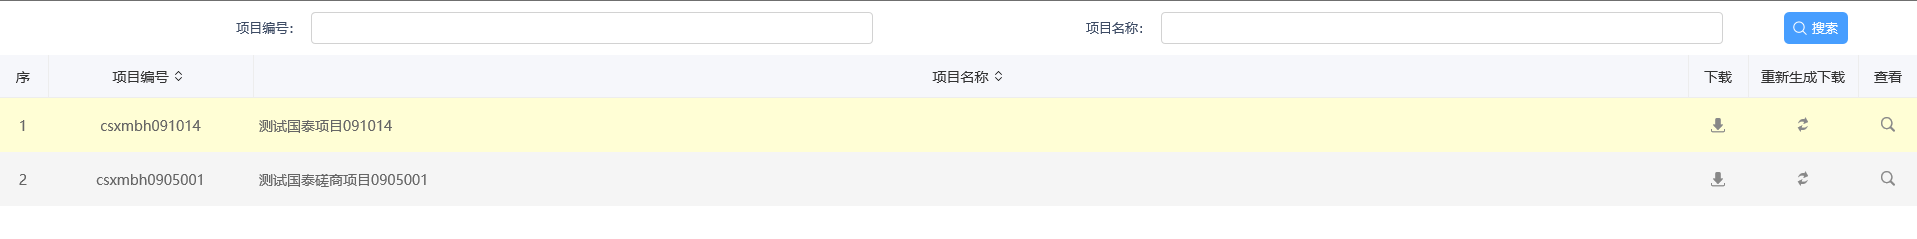 项目编号： 项目名称： 搜索
序 项目编号 项目名称 下载 重新生成下载 查看
1 csxmbh091014 测试国泰项目091014
2 csxmbh0905001 测试国泰磋商项目0905001